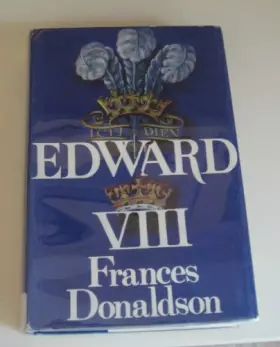 ICH DIEN
EDWARD
VIII
Frances
Donaldson